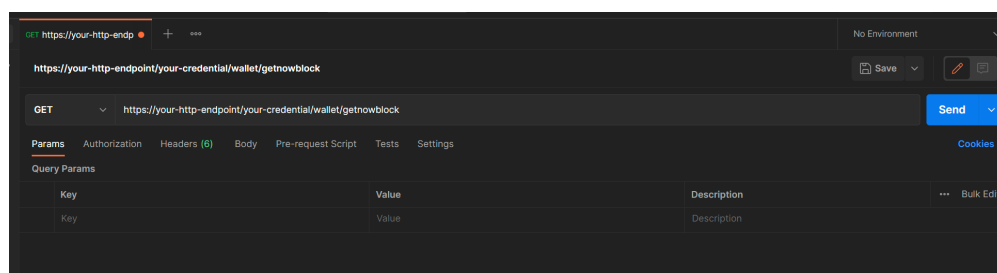 GET https://your-http-endp
No Environment
https://your-http-endpoint/your-credential/wallet/getnowblock
Save
GET https://your-http-endpoint/your-credential/wallet/getnowblock Send
Params Authorization Headers (6) Body Pre-request Script Tests Settings Cookies
Query Params
Key Value Description Bulk Edi
Key Value Description